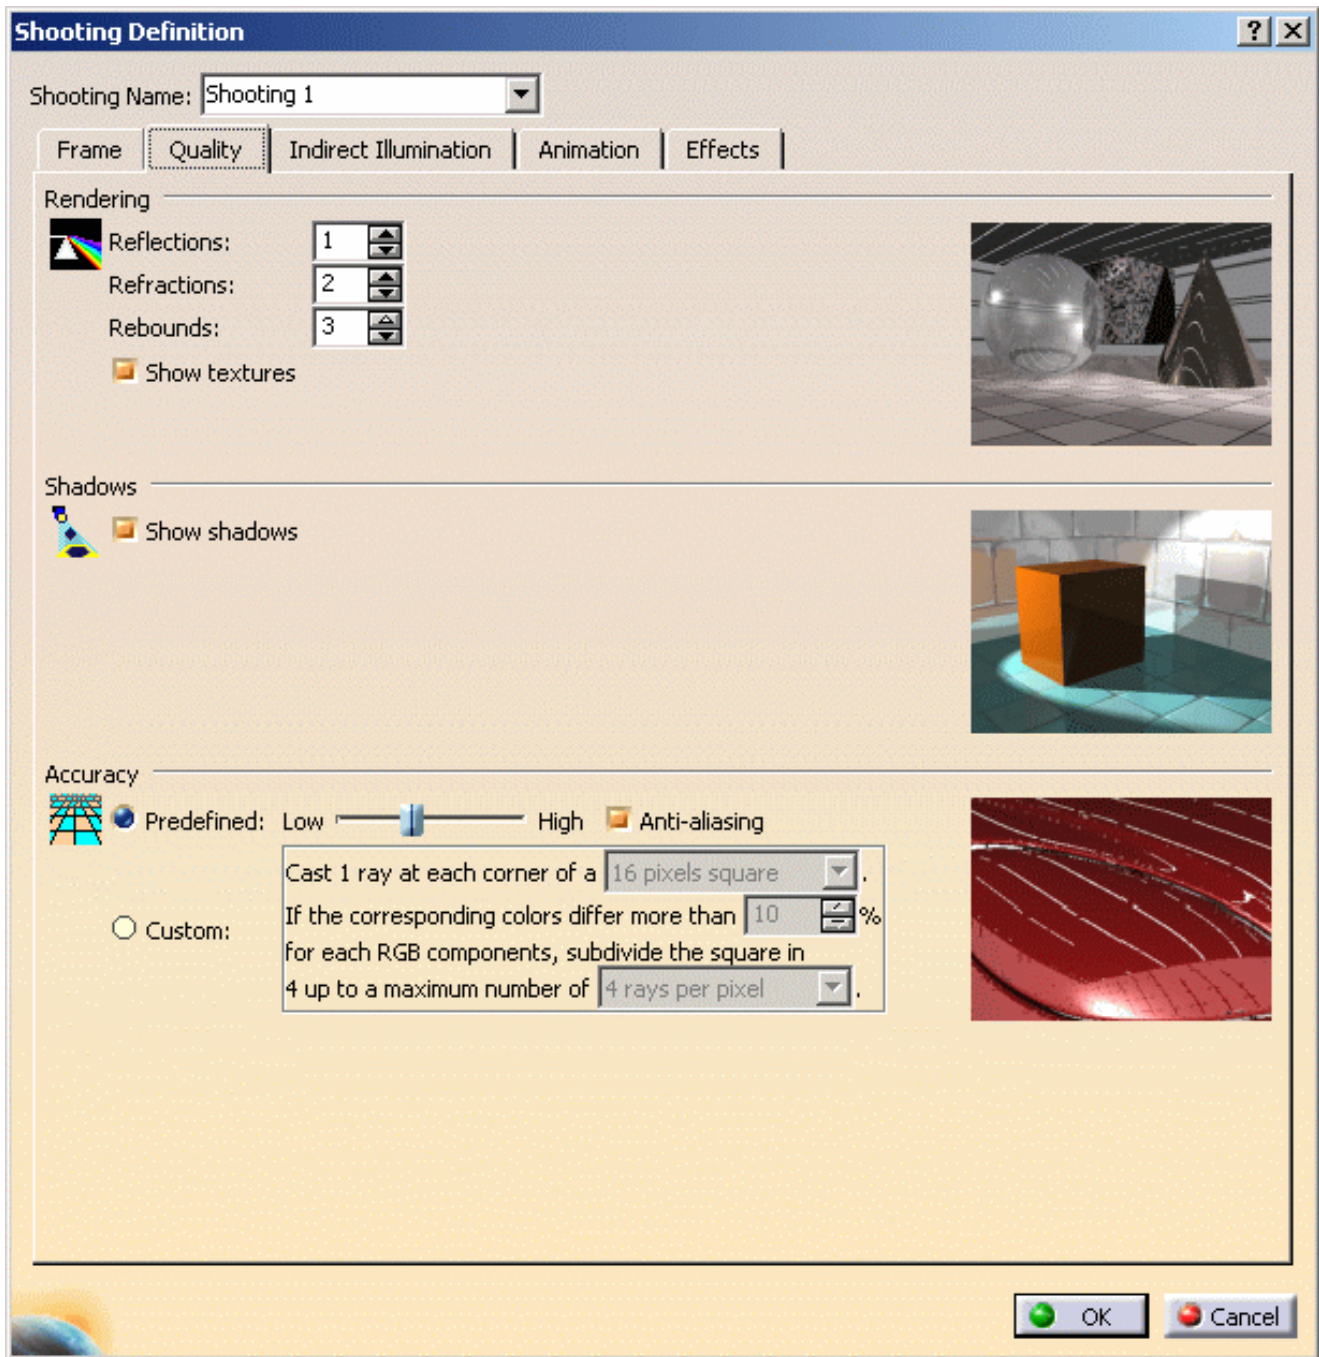 Shooting Definition
Shooting Name: Shooting 1
Frame Quality Indirect Illumination Animation Effects
Rendering
Reflections: 1
Refractions: 2
Rebounds: 3
Show textures
Shadows
Show shadows
Accuracy
Predefined: Low High Anti-aliasing
Cast 1 ray at each corner of a 16 pixels square .
If the corresponding colors differ more than 10 %
Custom:
for each RGB components, subdivide the square in
4 up to a maximum number of 4 rays per pixel .
OK Cancel